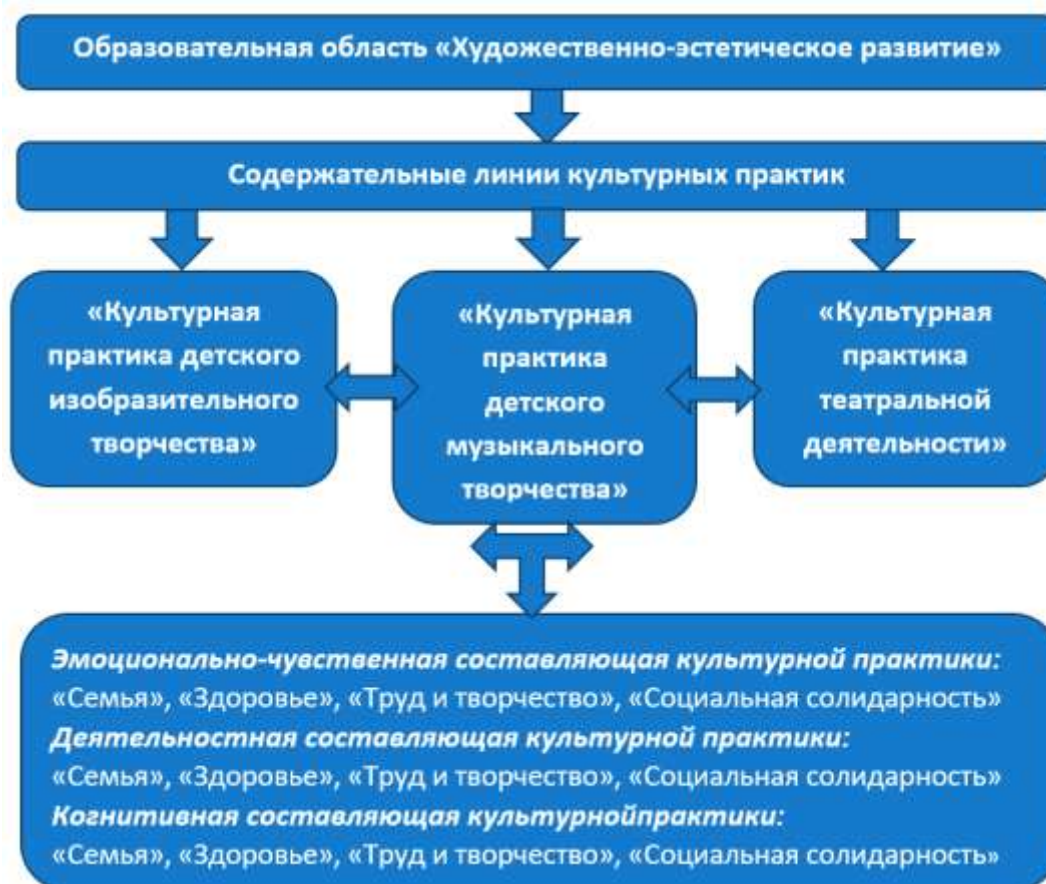 Образовательная область «Художественно-эстетическое развитие»
Содержательные линии культурных практик
«Культурная
практика детского
изобразительного
творчества»
«Культурная
практика
детского
музыкального
творчества»
«Культурная
практика
театральной
деятельности»
Эмоционально-чувственная составляющая культурной практики:
«Семья», «Здоровье», «Труд и творчество», «Социальная солидарность»
Деятельностная составляющая культурной практики:
«Семья», «Здоровье», «Труд и творчество», «Социальная солидарность»
Когнитивная составляющая культурнойпрактики:
«Семья», «Здоровье», «Труд и творчество», «Социальная солидарность»